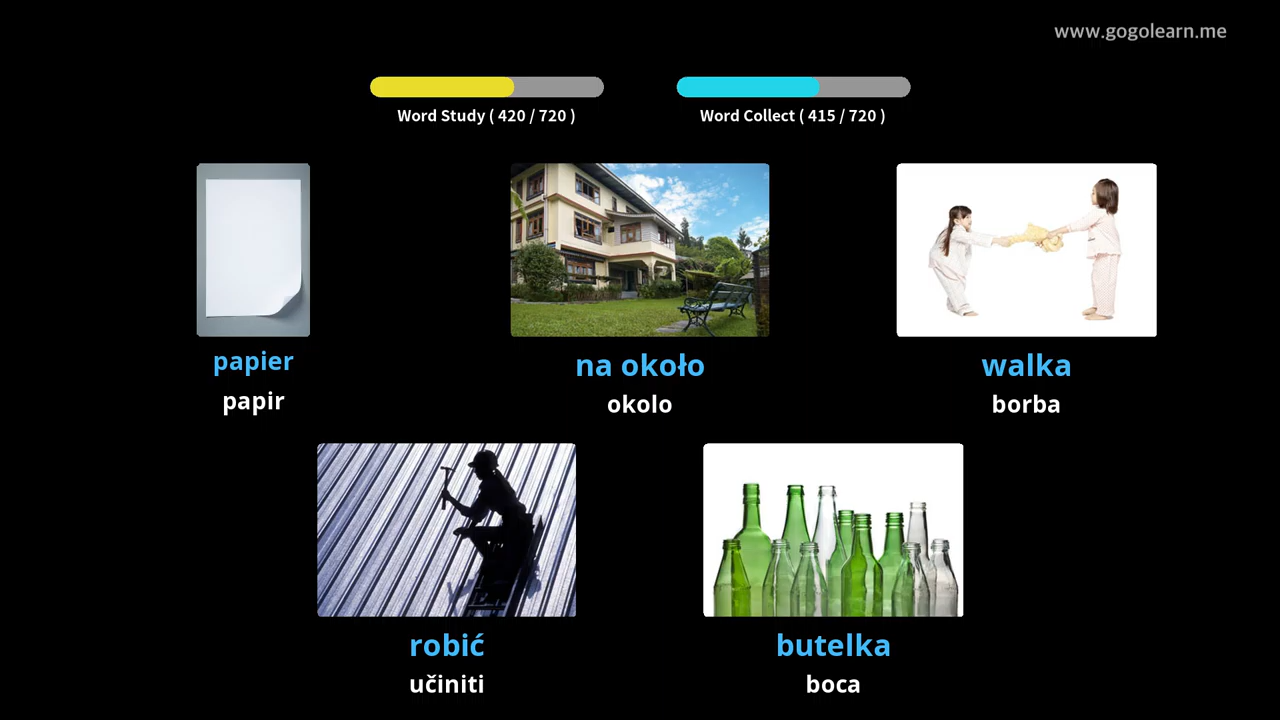 www.gogolearn.me
Word Study ( 420 / 720 )
Word Collect ( 415 / 720 )
papier
papir
na około
okolo
walka
borba
robić
učiniti
butelka
boca